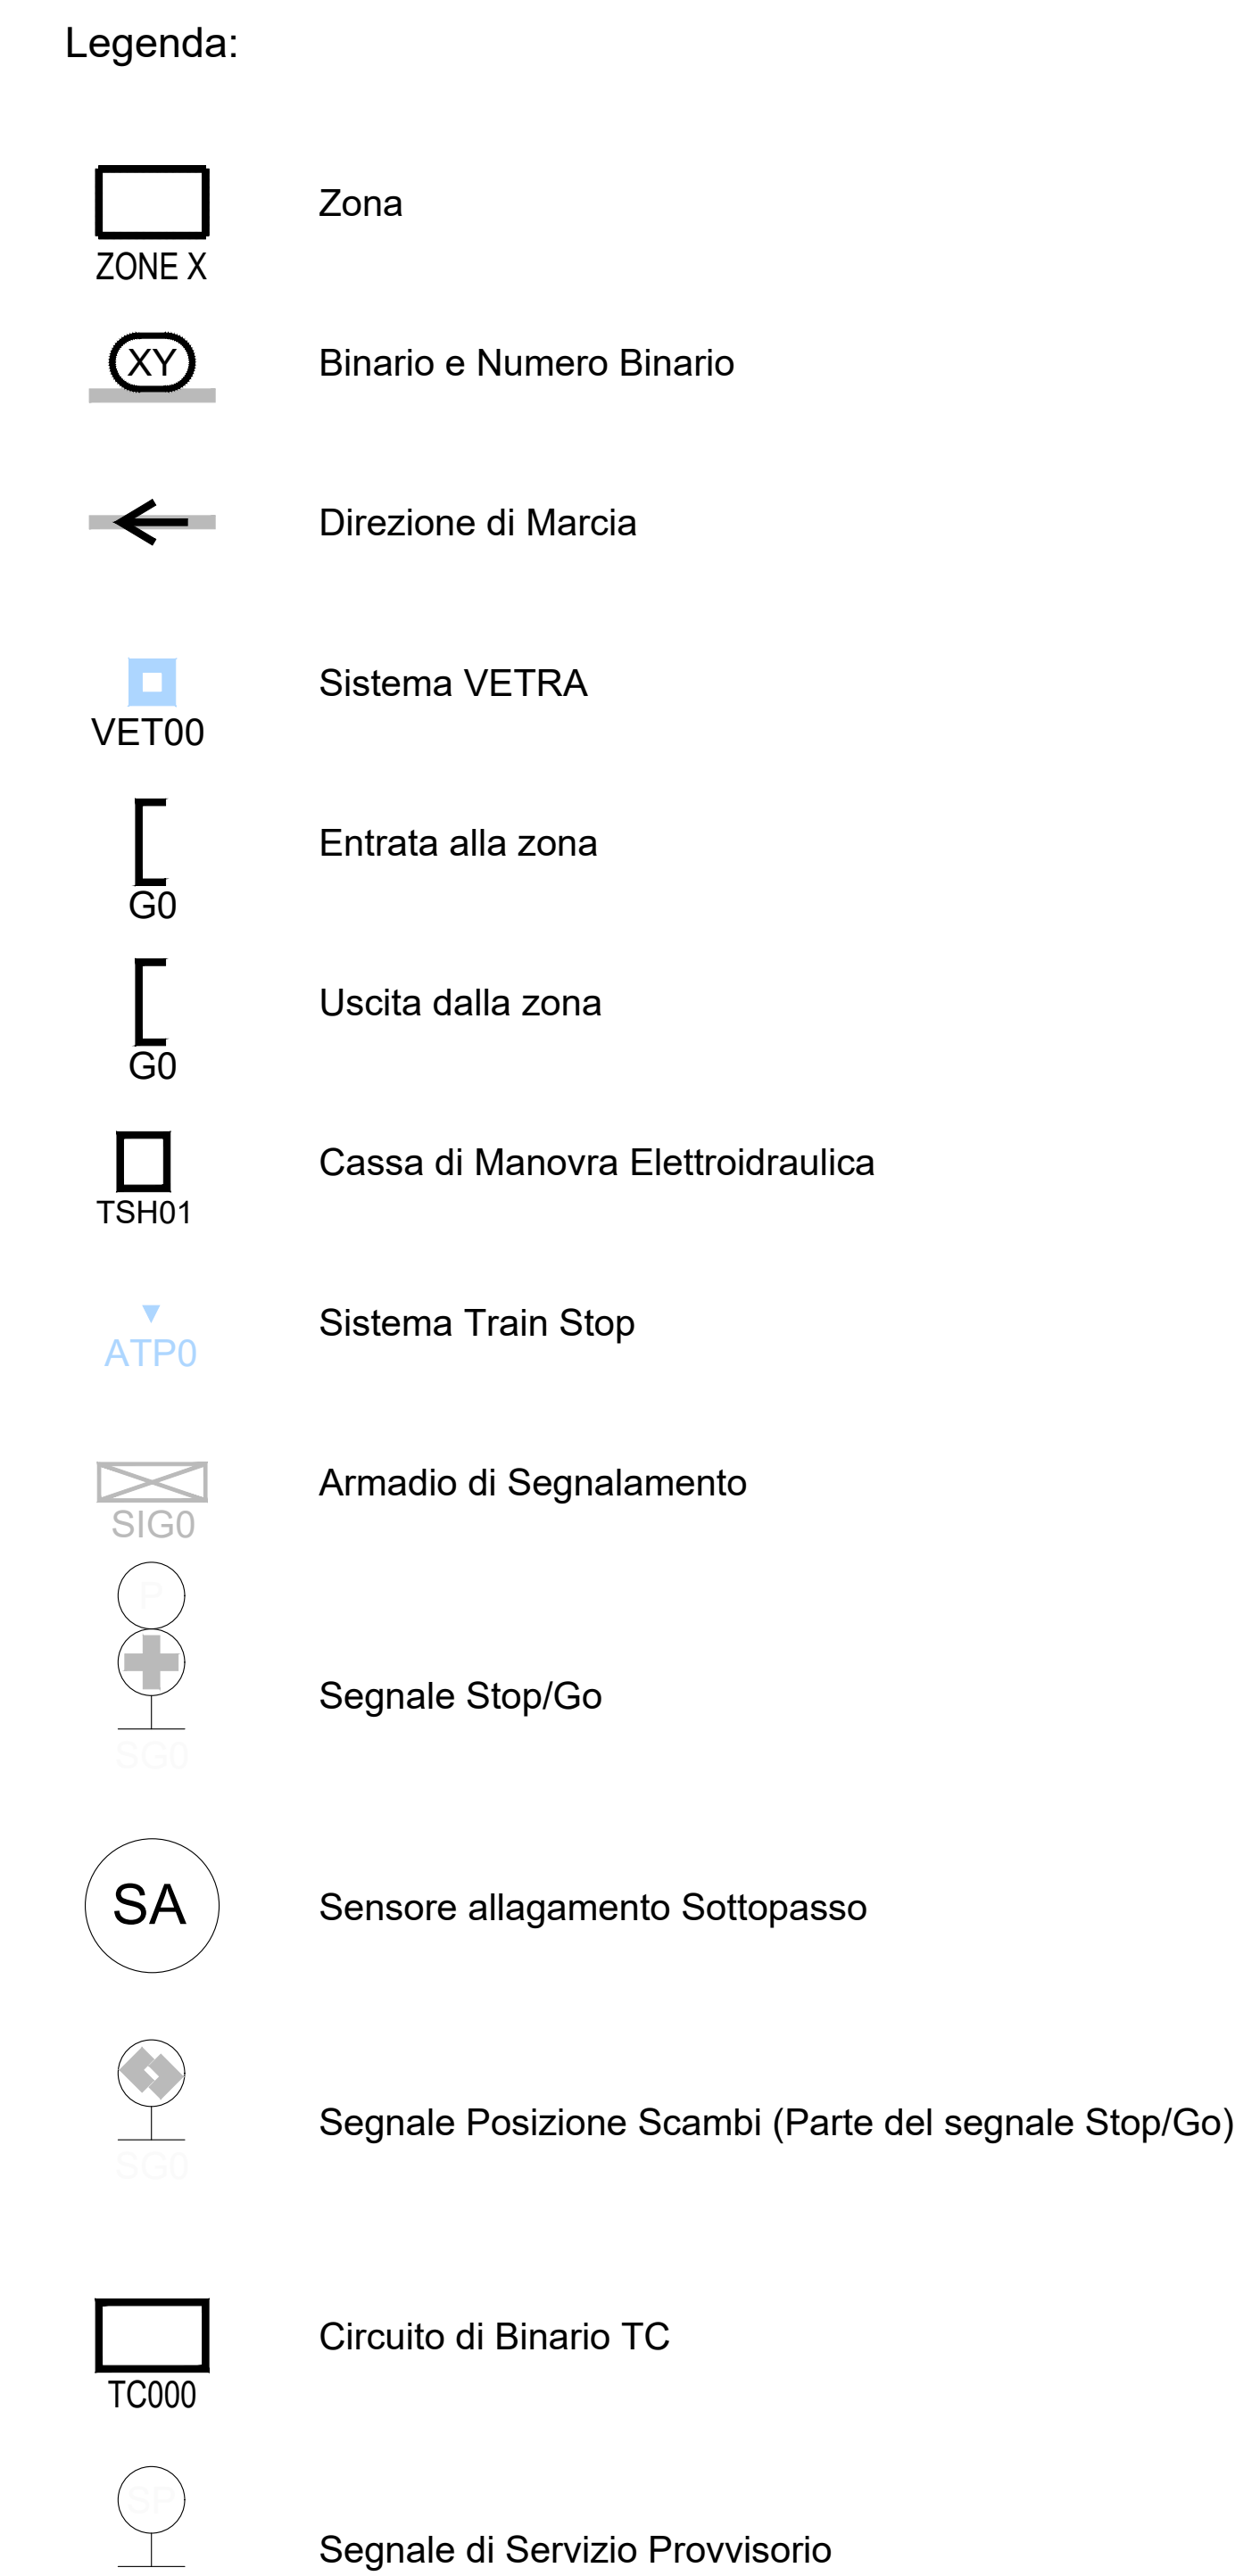 Legenda:
Zona
ZONE X
XY
Binario e Numero Binario
Direzione di Marcia
Sistema VETRA
VET00
Entrata alla zona
G0
Uscita dalla zona
G0
Cassa di Manovra Elettroidraulica
TSH01
Sistema Train Stop
ATP0
Armadio di Segnalamento
SIG0
P
Segnale Stop/Go
SG0
SA
Sensore allagamento Sottopasso
Segnale Posizione Scambi (Parte del segnale Stop/Go)
SG0
Circuito di Binario TC
TC000
SP
Segnale di Servizio Provvisorio